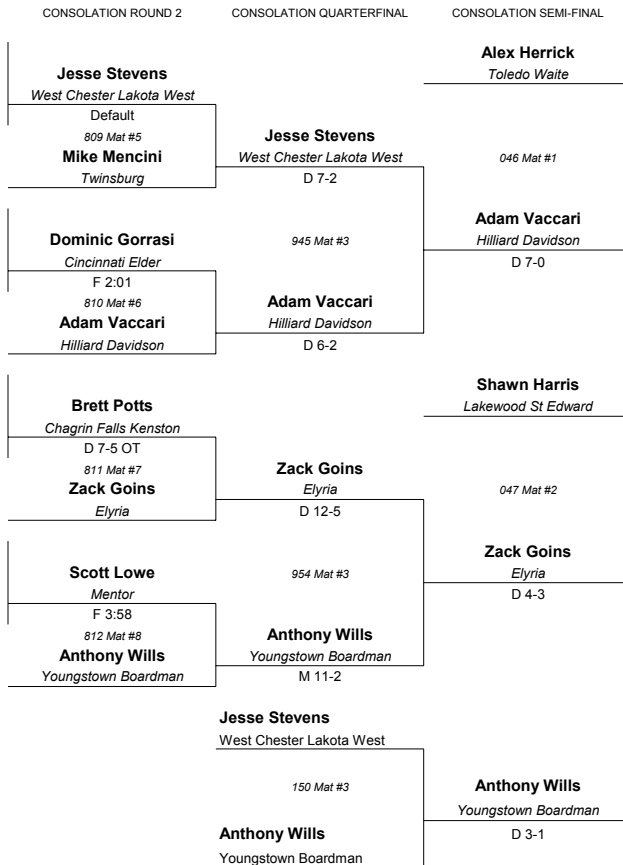 CONSOLATION ROUND 2
CONSOLATION QUARTERFINAL
CONSOLATION SEMI-FINAL
Alex Herrick
Toledo Waite
Jesse Stevens
West Chester Lakota West
Default
809 Mat #5
Mike Mencini
Twinsburg
Jesse Stevens
West Chester Lakota West
D 7-2
046 Mat #1
Adam Vaccari
Hilliard Davidson
D 7-0
Dominic Gorrasi
Cincinnati Elder
F 2:01
810 Mat #6
Adam Vaccari
Hilliard Davidson
945 Mat #3
Adam Vaccari
Hilliard Davidson
D 6-2
Shawn Harris
Lakewood St Edward
Brett Potts
Chagrin Falls Kenston
D 7-5 OT
811 Mat #7
Zack Goins
Elyria
Zack Goins
Elyria
D 12-5
047 Mat #2
Zack Goins
Elyria
D 4-3
Scott Lowe
Mentor
F 3:58
812 Mat #8
Anthony Wills
Youngstown Boardman
954 Mat #3
Anthony Wills
Youngstown Boardman
M 11-2
Jesse Stevens
West Chester Lakota West
150 Mat #3
Anthony Wills
Youngstown Boardman
Anthony Wills
Youngstown Boardman
D 3-1